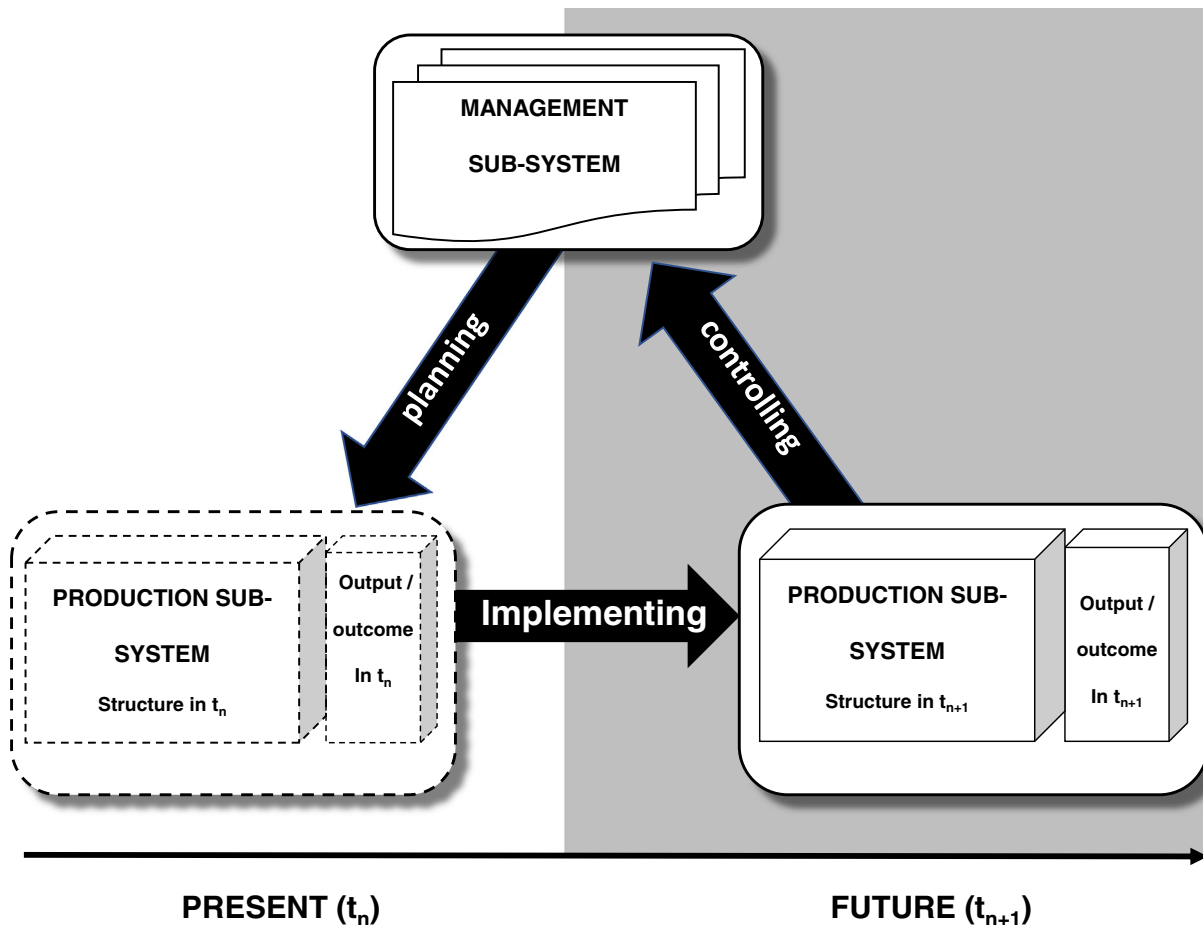 MANAGEMENT
SUB-SYSTEM
planning
controlling
PRODUCTION SUB-
SYSTEM
Structure in tₙ
Output /
outcome
In tₙ
Implementing
PRODUCTION SUB-
SYSTEM
Structure in tₙ₊₁
Output /
outcome
In tₙ₊₁
PRESENT (tₙ)
FUTURE (tₙ₊₁)